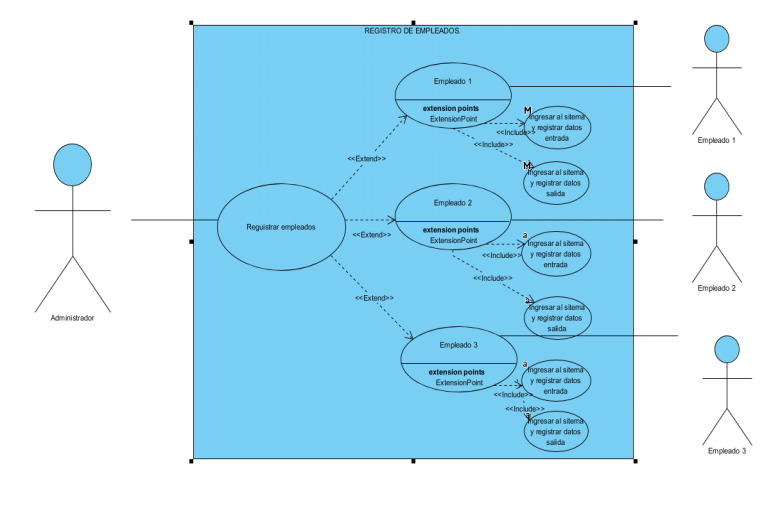 REGISTRO DE EMPLEADOS.
Empleado 1
extension points
ExtensionPoint
M
Ingresar al sitema
y registrar datos
entrada
<<Include>>
<<Include>>
<<Extend>>
M
Ingresar al sitema
y registrar datos
salida
Empleado 1
Administrador
Reguistrar empleados
<<Extend>>
Empleado 2
extension points
ExtensionPoint
a
Ingresar al sitema
y registrar datos
entrada
<<Include>>
<<Include>>
a
Ingresar al sitema
y registrar datos
salida
Empleado 2
<<Extend>>
Empleado 3
extension points
ExtensionPoint
a
Ingresar al sitema
y registrar datos
entrada
<<Include>>
<<Include>>
a
Ingresar al sitema
y registrar datos
salida
Empleado 3